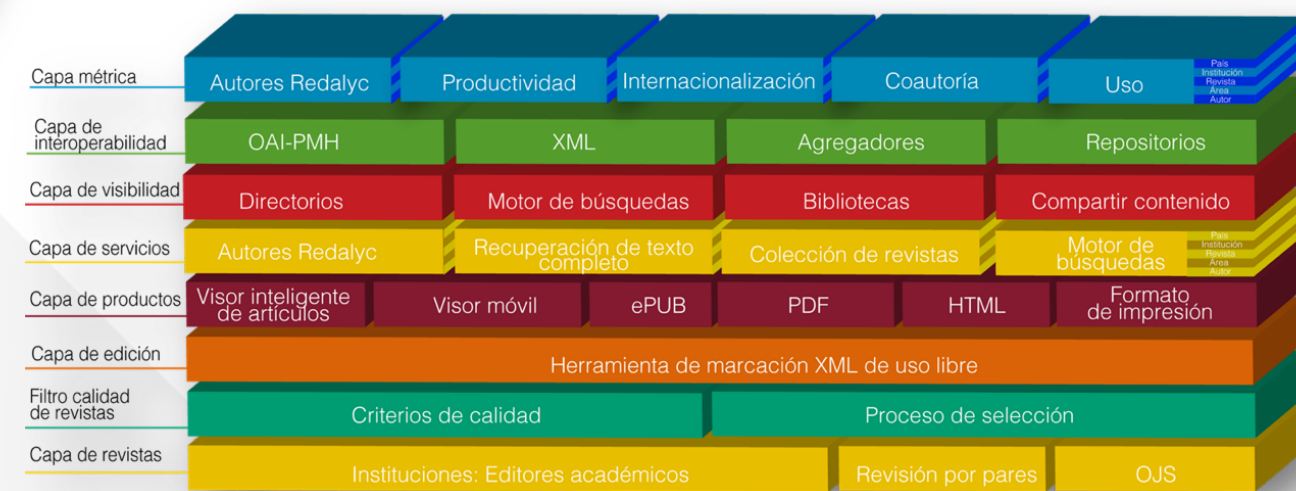 Capa métrica
Autores Redalyc
Productividad
Internacionalización
Coautoría
Uso
País
Institución
Revista
Área
Autor
Capa de
interoperabilidad
OAI-PMH
XML
Agregadores
Repositorios
Capa de visibilidad
Directorios
Motor de búsquedas
Bibliotecas
Compartir contenido
Capa de servicios
Autores Redalyc
Recuperación de texto
completo
Colección de revistas
Motor de
búsquedas
País
Institución
Revista
Área
Autor
Capa de productos
Visor inteligente
de artículos
Visor móvil
ePUB
PDF
HTML
Formato
de impresión
Capa de edición
Herramienta de marcación XML de uso libre
Filtro calidad
de revistas
Criterios de calidad
Proceso de selección
Capa de revistas
Instituciones: Editores académicos
Revisión por pares
OJS